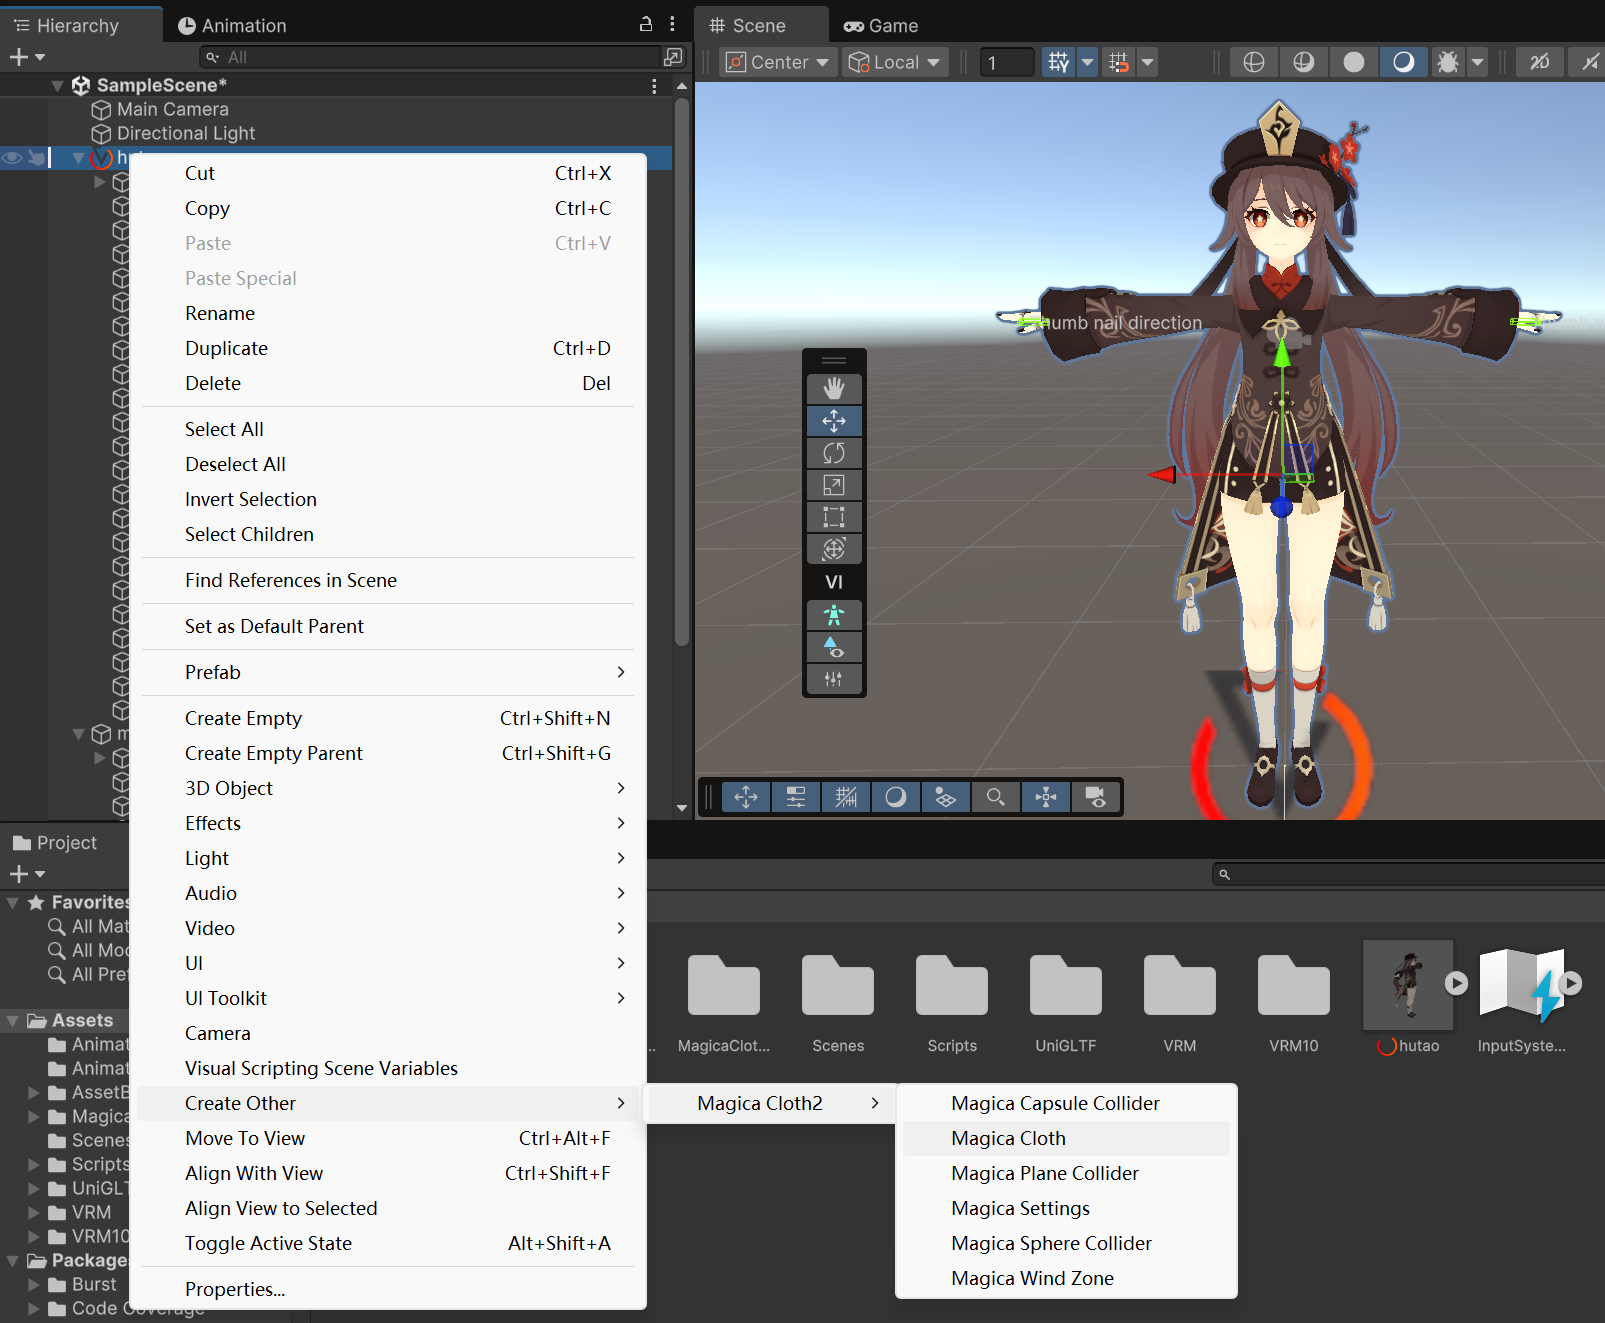 Hierarchy
Animation
All
SampleScene*
Main Camera
Directional Light
Cut Ctrl+X
Copy Ctrl+C
Paste Ctrl+V
Paste Special
Rename
Duplicate Ctrl+D
Delete Del
Select All
Deselect All
Invert Selection
Select Children
Find References in Scene
Set as Default Parent
Prefab
Create Empty Ctrl+Shift+N
Create Empty Parent Ctrl+Shift+G
3D Object
Effects
Light
Audio
Video
UI
UI Toolkit
Camera
Visual Scripting Scene Variables
Create Other
Move To View Ctrl+Alt+F
Align With View Ctrl+Shift+F
Align View to Selected
Toggle Active State Alt+Shift+A
Properties...
Magica Cloth2
Magica Capsule Collider
Magica Cloth
Magica Plane Collider
Magica Settings
Magica Sphere Collider
Magica Wind Zone
Scene
Game
Center
Local
1
2D
umb nail direction
VI
Project
Favorites
All Mat
All Mod
All Pref
Assets
Animat
Animat
AssetB
Magica
Scenes
Scripts
UniGLT
VRM
VRM10
Package
Burst
Code Coverage
MagicaClot...
Scenes
Scripts
UniGLTF
VRM
VRM10
hutao
InputSyste...